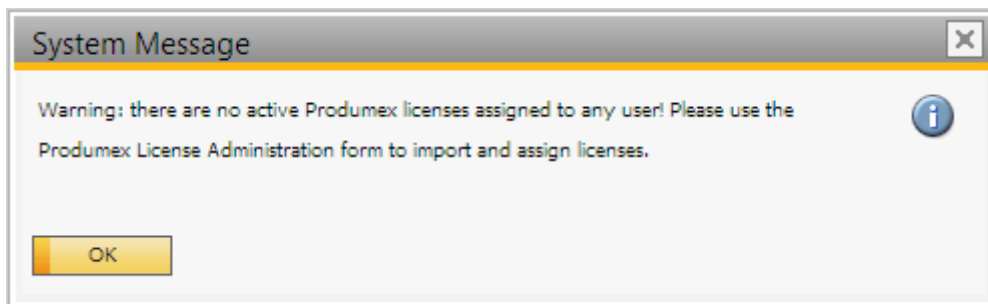 System Message
Warning: there are no active Produmex licenses assigned to any user! Please use the
Produmex License Administration form to import and assign licenses.
OK